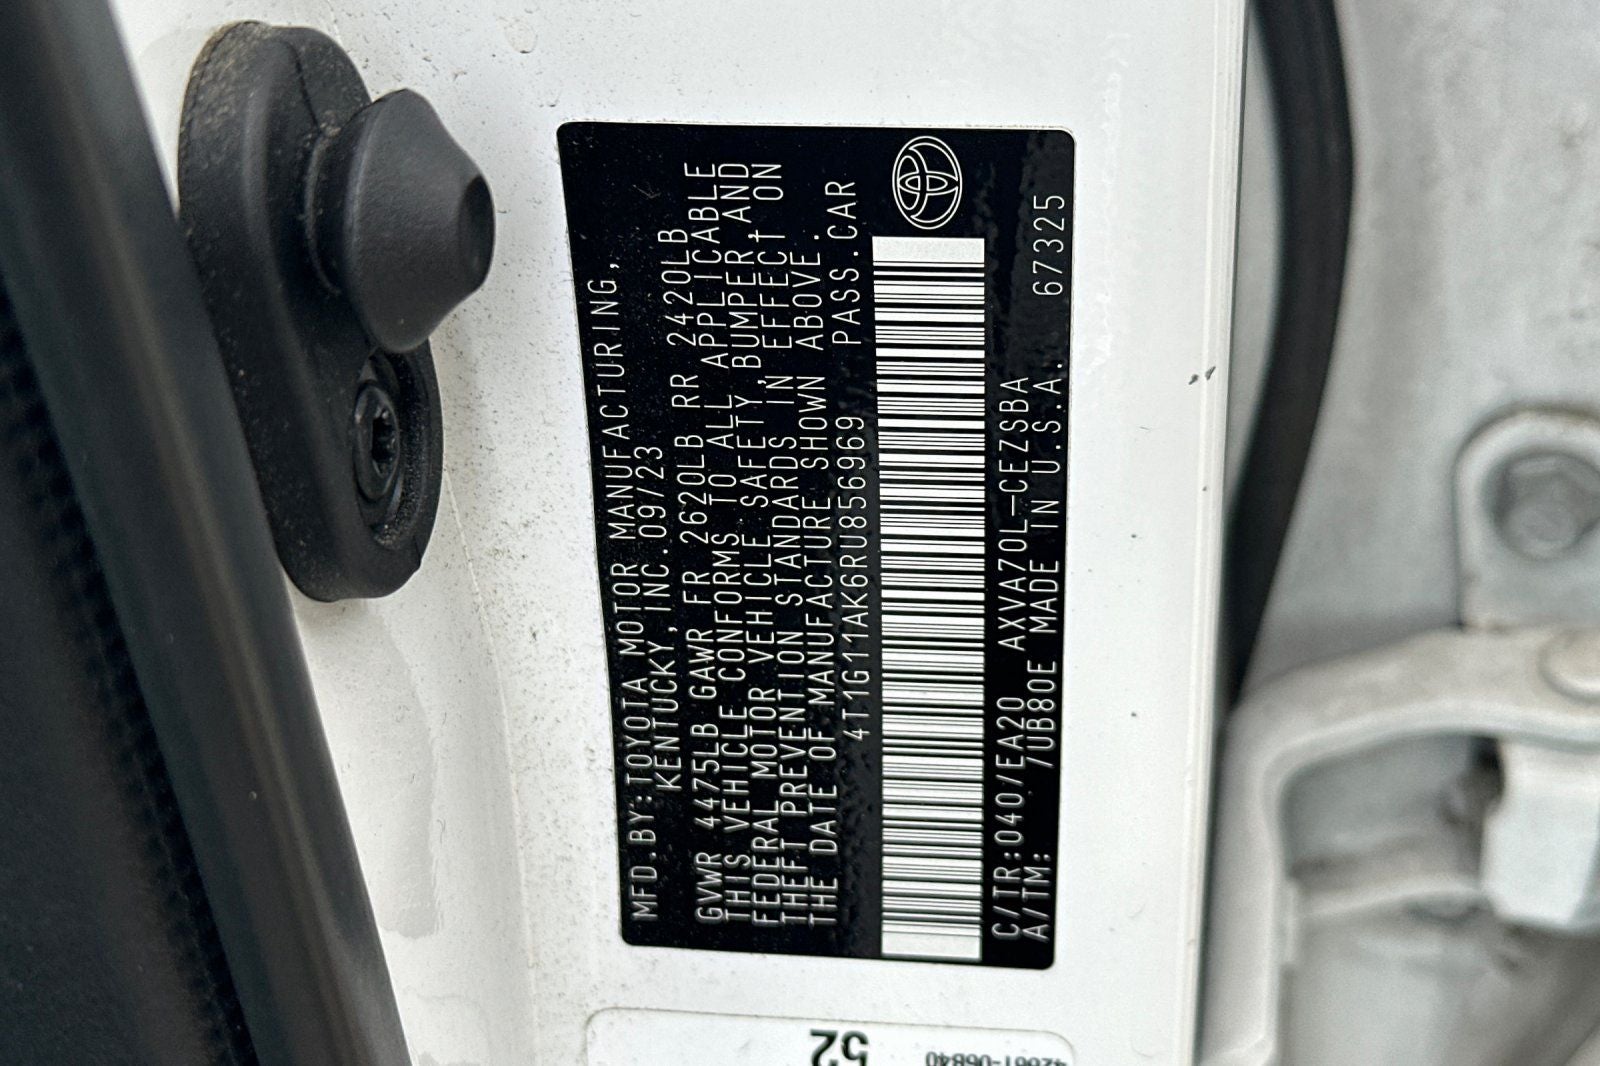 MFD.BY:TOYOTA MOTOR MANUFACTURING,
KENTUCKY, INC.09/23
GVWR 4475LB GAWR FR 2620LB RR 2420LB
THIS VEHICLE CONFORMS TO ALL APPLICABLE
FEDERAL MOTOR VEHICLE SAFETY,BUMPER,AND
THEFT PREVENTION STANDARDS IN EFFECT ON
THE DATE OF MANUFACTURE SHOWN ABOVE.
4T1G11AK6RU856969 PASS.CAR
C/TR:040/EA20 AXVA70L-CEZSBA
A/TM: /UB80E MADE IN U.S.A. 67325
52
42661-06B40